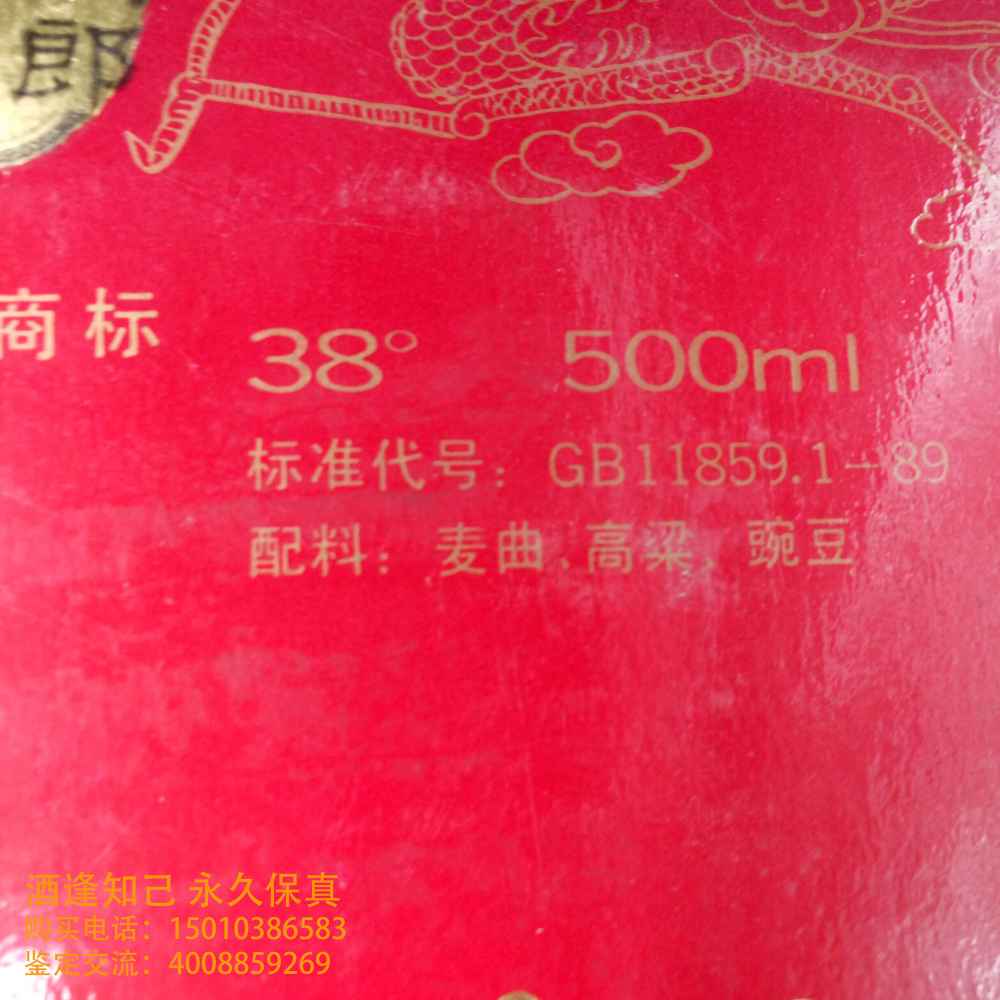 郎
商标
38° 500ml
标准代号：GB11859.1-89
配料：麦曲、高粱、豌豆
酒逢知己 永久保真
购买电话：15010386583
鉴定交流：4008859269